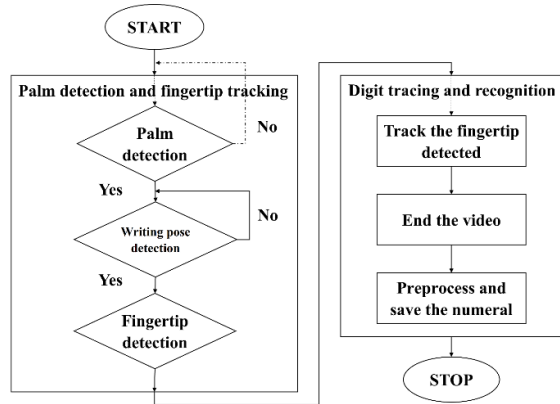 START
Palm detection and fingertip tracking
Palm
detection
No
Yes
Writing pose
detection
No
Yes
Fingertip
detection
Digit tracing and recognition
Track the fingertip
detected
End the video
Preprocess and
save the numeral
STOP